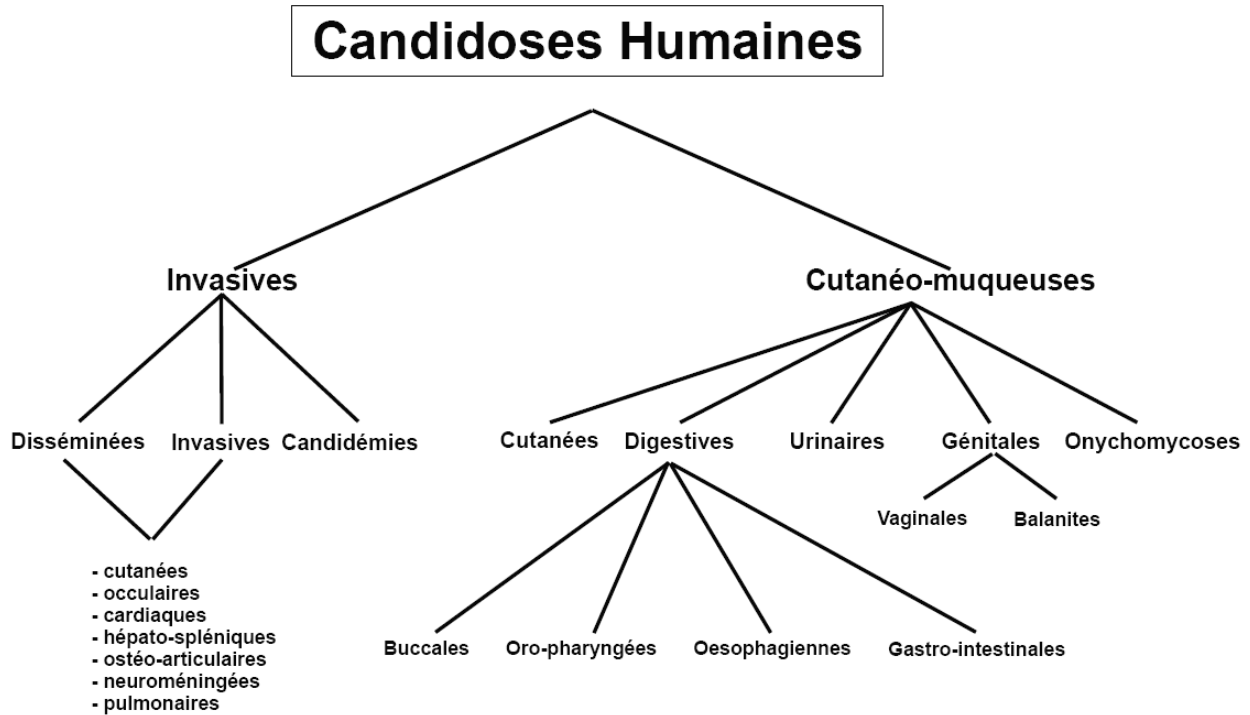 Candidoses Humaines
Invasives
Cutanéo-muqueuses
Disséminées
Invasives
Candidémies
Cutanées
Digestives
Urinaires
Génitales
Onychomycoses
Vaginales
Balanites
- cutanées
- occulaires
- cardiaques
- hépato-spléniques
- ostéo-articulaires
- neuroméningées
- pulmonaires
Buccales
Oro-pharyngées
Oesophagiennes
Gastro-intestinales